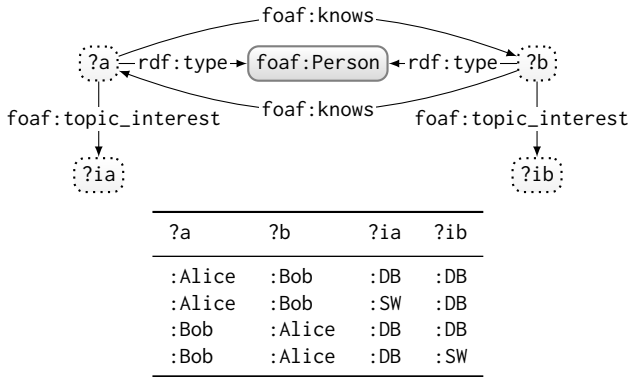 foaf:knows
?a rdf:type foaf:Person rdf:type ?b
foaf:knows
foaf:topic_interest foaf:topic_interest
?ia ?ib
?a ?b ?ia ?ib
:Alice :Bob :DB :DB
:Alice :Bob :SW :DB
:Bob :Alice :DB :DB
:Bob :Alice :DB :SW